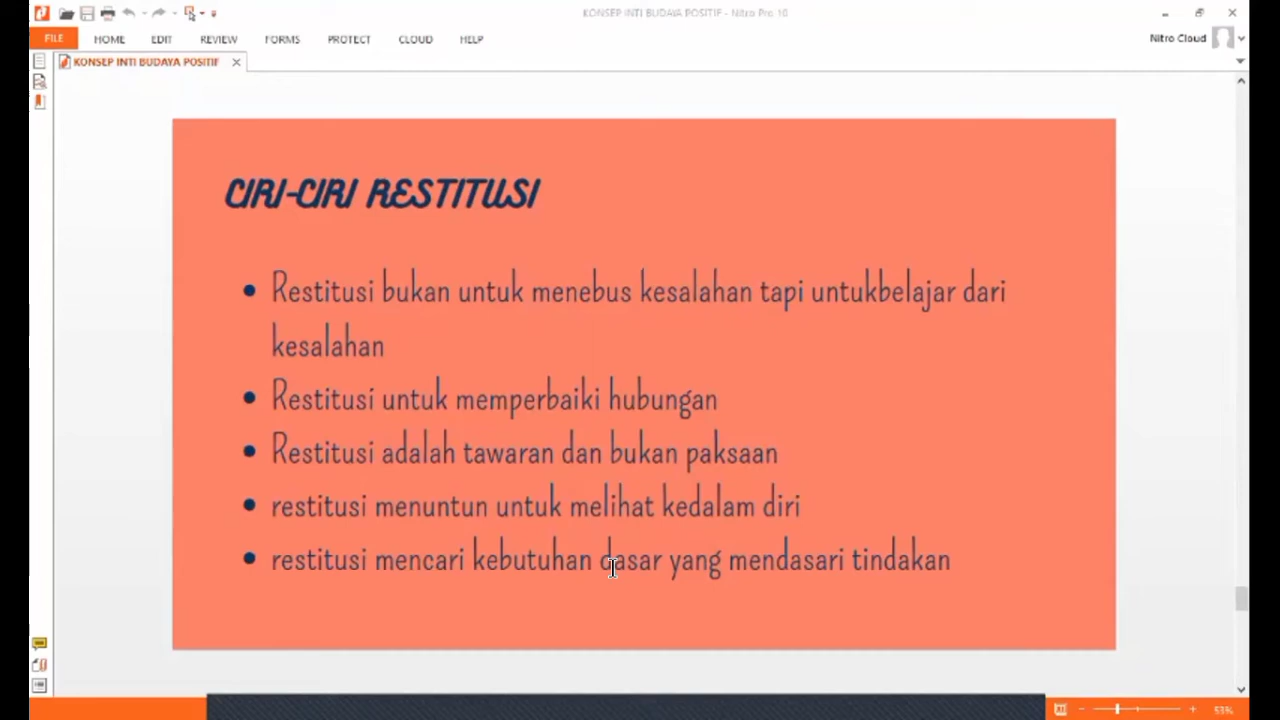 KONSEP INTI BUDAYA POSITIF - Nitro Pro 10
FILE HOME EDIT REVIEW FORMS PROTECT CLOUD HELP Nitro Cloud
KONSEP INTI BUDAYA POSITIF
CIRI-CIRI RESTITUSI
Restitusi bukan untuk menebus kesalahan tapi untukbelajar dari
kesalahan
Restitusi untuk memperbaiki hubungan
Restitusi adalah tawaran dan bukan paksaan
restitusi menuntun untuk melihat kedalam diri
restitusi mencari kebutuhan dasar yang mendasari tindakan
53%